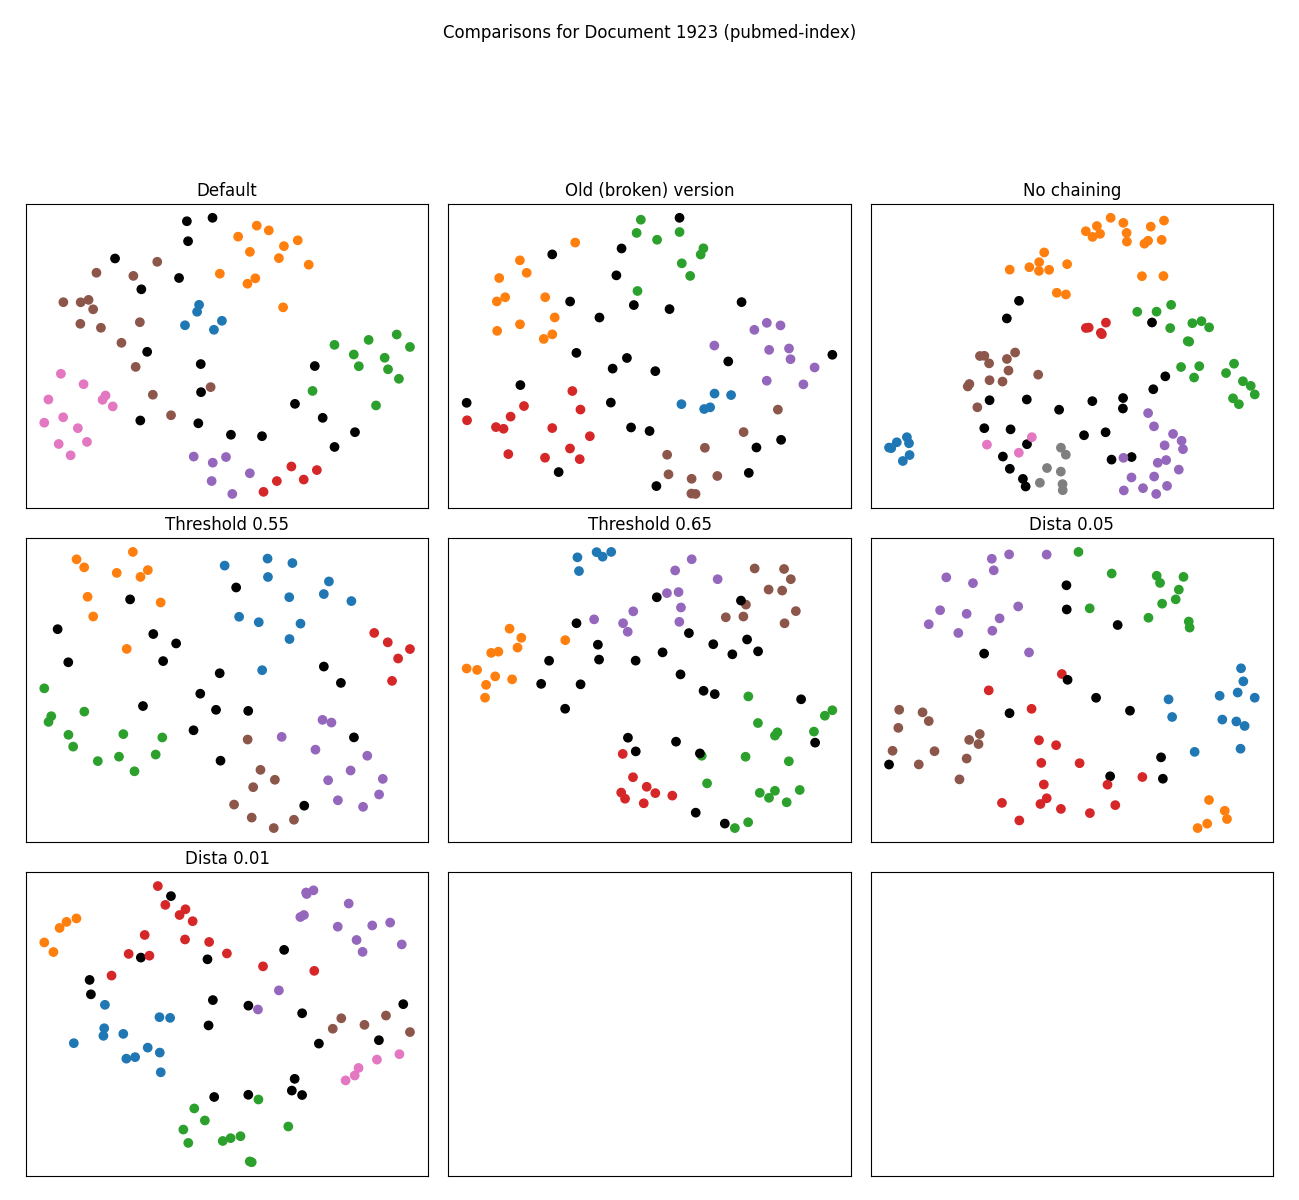 Comparisons for Document 1923 (pubmed-index)
Default
Old (broken) version
No chaining
Threshold 0.55
Threshold 0.65
Dista 0.05
Dista 0.01